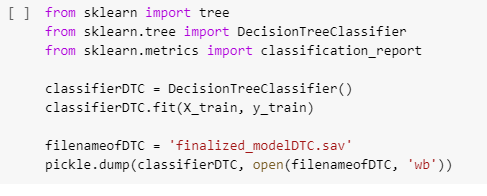 [ ] from sklearn import tree
from sklearn.tree import DecisionTreeClassifier
from sklearn.metrics import classification_report
classifierDTC = DecisionTreeClassifier()
classifierDTC.fit(X_train, y_train)
filenameofDTC = 'finalized_modelDTC.sav'
pickle.dump(classifierDTC, open(filenameofDTC, 'wb'))